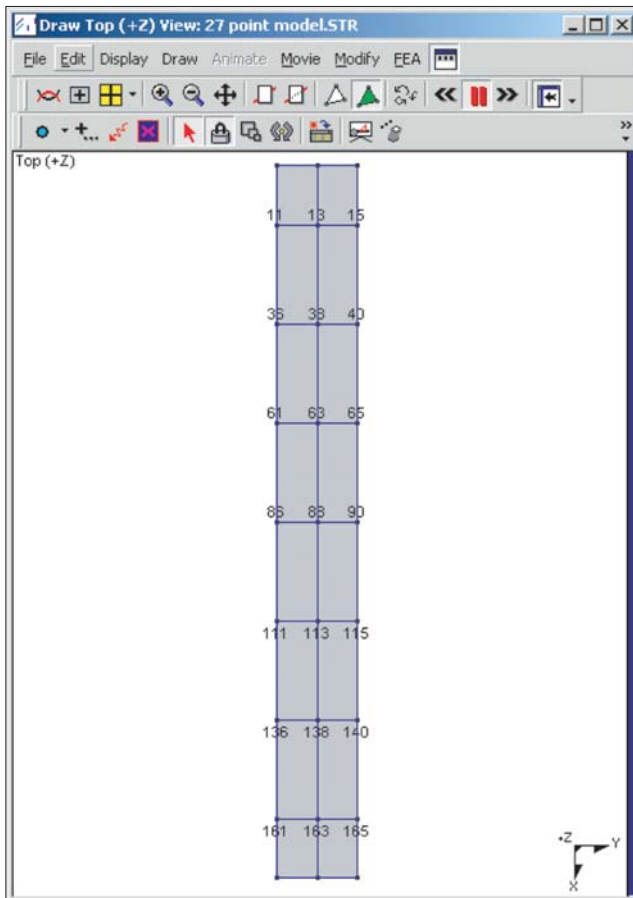 Draw Top (+Z) View: 27 point model.STR
File Edit Display Draw Animate Movie Modify FEA
Top (+Z)
11 13 15
36 38 40
61 63 65
86 88 90
111 113 115
136 138 140
161 163 165
+Z Y
X